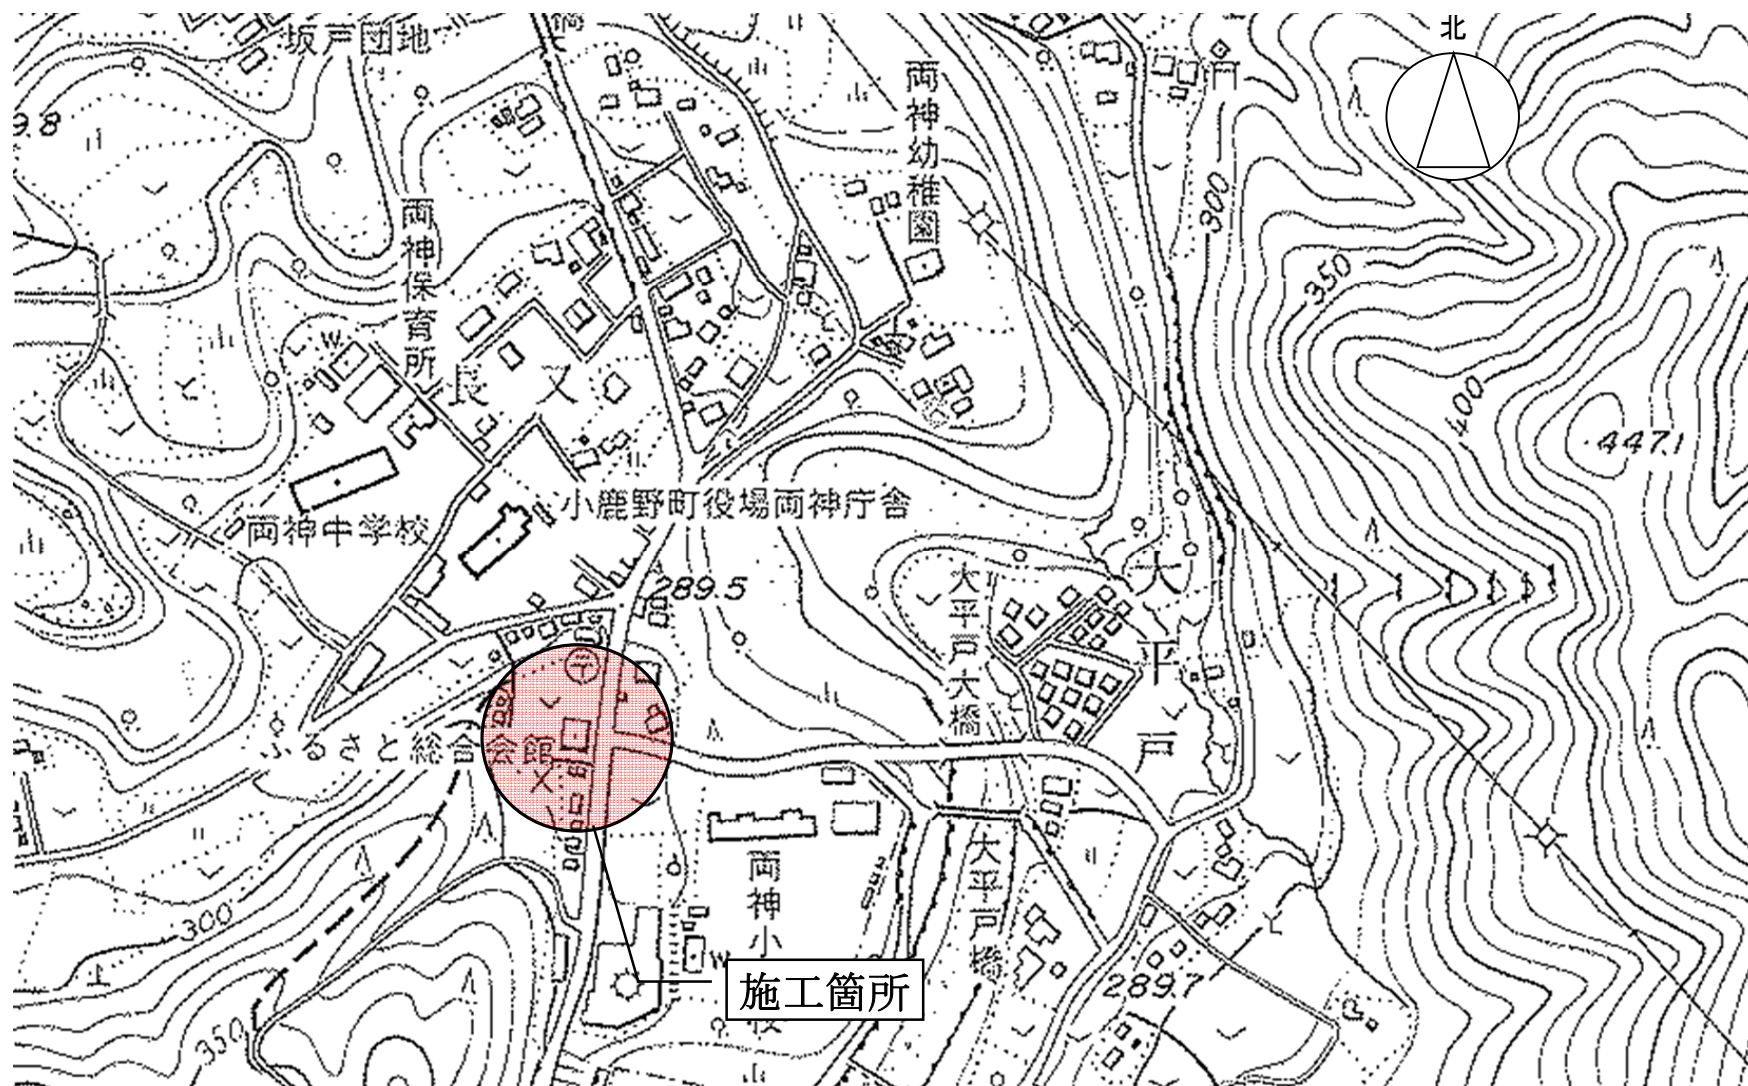 北
坂戸団地
橋
両神幼稚園
9.8
300
両神保育所
350
W
長又
400
447.1
小鹿野町役場両神庁舎
両神中学校
289.5
大平戸大橋
大平戸
ふるさと総合会館
両神小
校
大平戸橋
300
W
施工箇所
289.7
350